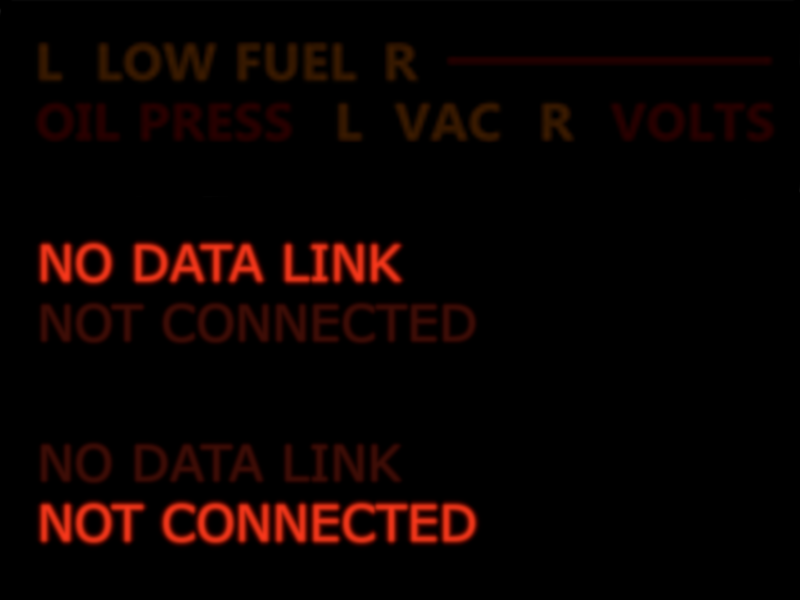 L LOW FUEL R
OIL PRESS L VAC R VOLTS
NO DATA LINK
NOT CONNECTED
NO DATA LINK
NOT CONNECTED